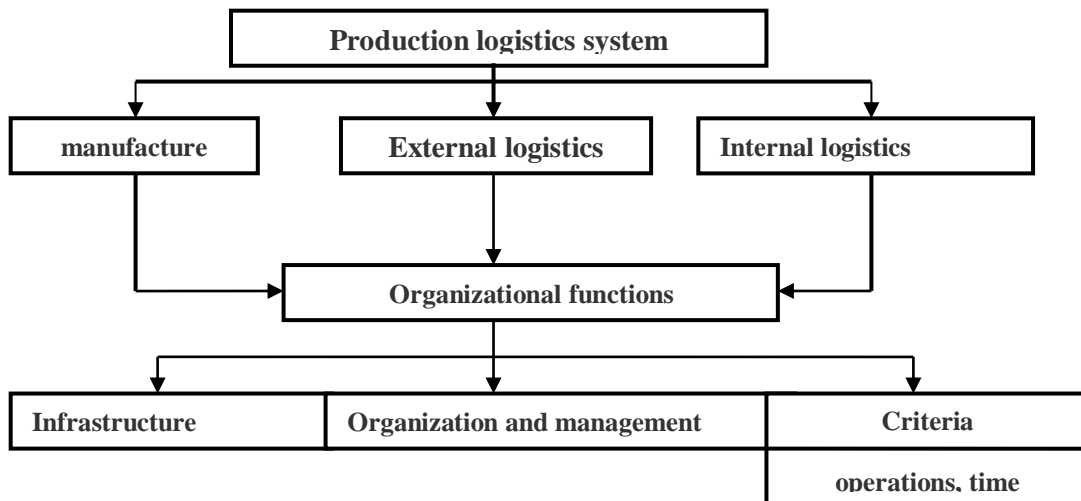 Production logistics system
manufacture
External logistics
Internal logistics
Organizational functions
Infrastructure
Organization and management
Criteria
operations, time